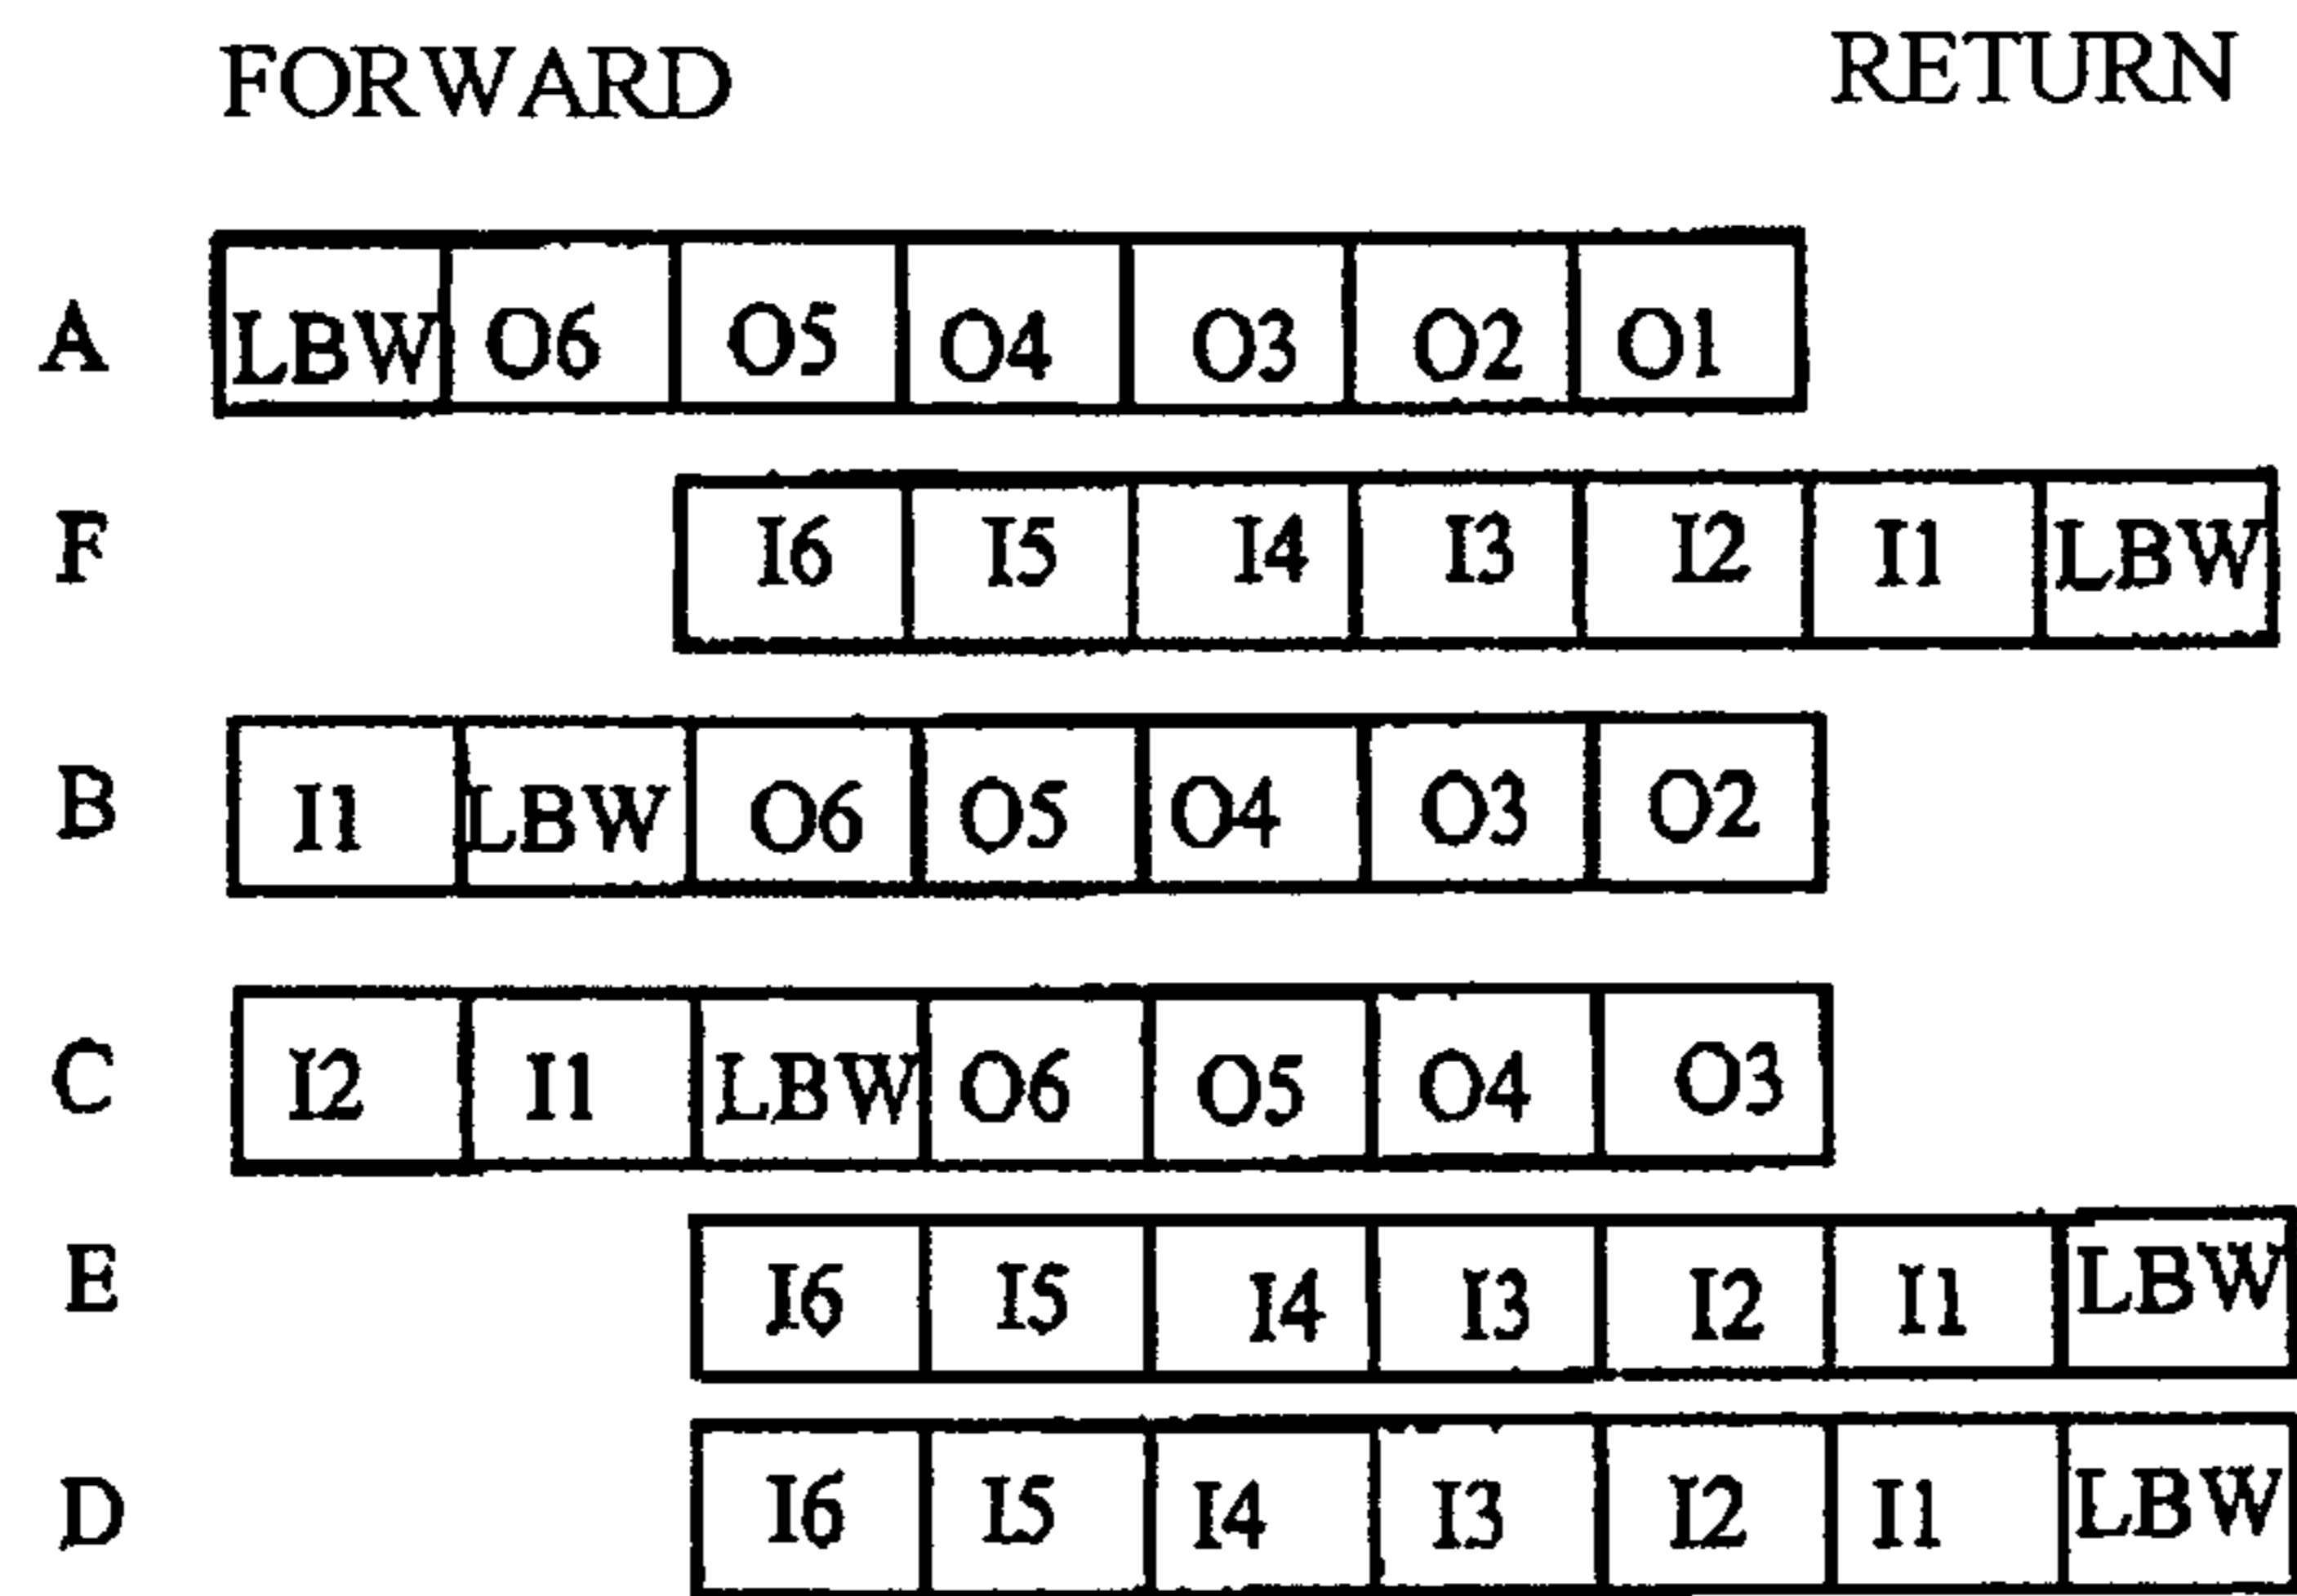 FORWARD RETURN
A LBW O6 O5 O4 O3 O2 O1
F I6 I5 I4 I3 I2 I1 LBW
B I1 LBW O6 O5 O4 O3 O2
C I2 I1 LBW O6 O5 O4 O3
E I6 I5 I4 I3 I2 I1 LBW
D I6 I5 I4 I3 I2 I1 LBW